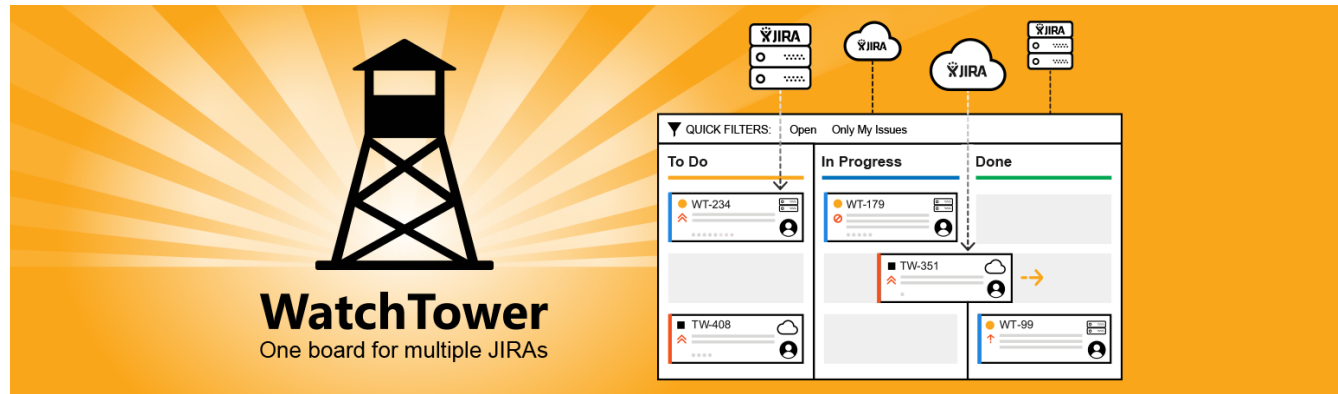 WatchTower
One board for multiple JIRAs
JIRA
JIRA
JIRA
JIRA
QUICK FILTERS: Open Only My Issues
To Do
In Progress
Done
WT-234
WT-179
TW-351
TW-408
WT-99